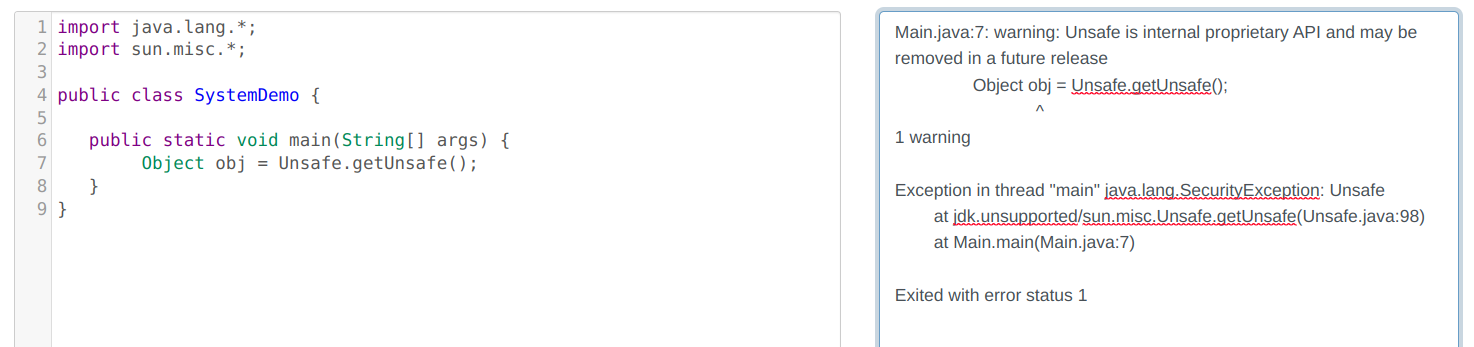 1 import java.lang.*;
2 import sun.misc.*;
3
4 public class SystemDemo {
5
6    public static void main(String[] args) {
7         Object obj = Unsafe.getUnsafe();
8    }
9 }
Main.java:7: warning: Unsafe is internal proprietary API and may be
removed in a future release
Object obj = Unsafe.getUnsafe();
^
1 warning
Exception in thread "main" java.lang.SecurityException: Unsafe
at jdk.unsupported/sun.misc.Unsafe.getUnsafe(Unsafe.java:98)
at Main.main(Main.java:7)
Exited with error status 1